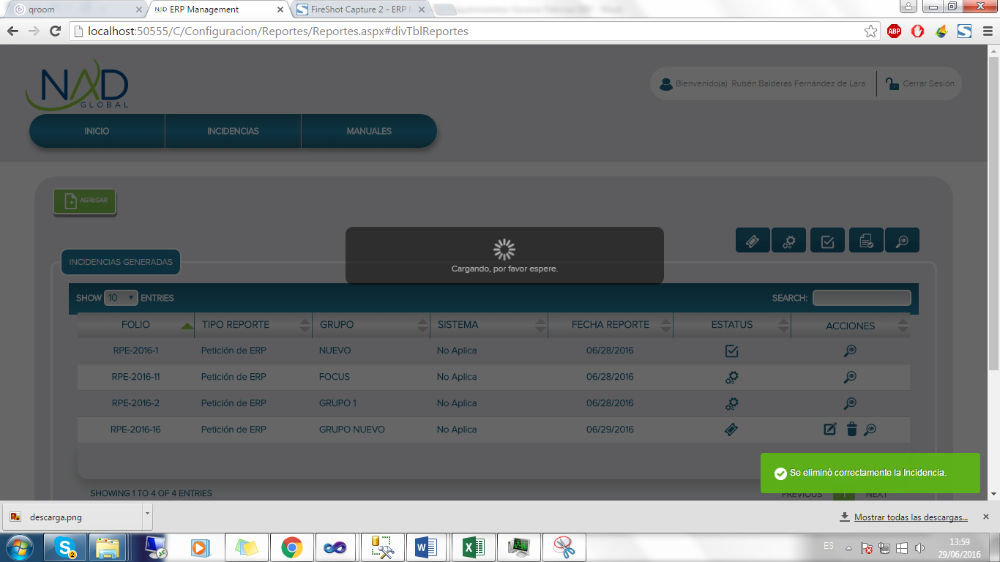 qroom
NAD ERP Management
FireShot Capture 2 - ERP
localhost:50555/C/Configuracion/Reportes/Reportes.aspx#divTblReportes
ABP
NAD
GLOBAL
Bienvenido(a) Rubén Balderas Fernández de Lara
Cerrar Sesión
INICIO INCIDENCIAS MANUALES
AGREGAR
Cargando, por favor espere.
INCIDENCIAS GENERADAS
SHOW 10 ENTRIES SEARCH:
FOLIO TIPO REPORTE GRUPO SISTEMA FECHA REPORTE ESTATUS ACCIONES
RPE-2016-1 Petición de ERP NUEVO No Aplica 06/28/2016
RPE-2016-11 Petición de ERP FOCUS No Aplica 06/28/2016
RPE-2016-2 Petición de ERP GRUPO 1 No Aplica 06/28/2016
RPE-2016-16 Petición de ERP GRUPO NUEVO No Aplica 06/29/2016
Se eliminó correctamente la Incidencia.
SHOWING 1 TO 4 OF 4 ENTRIES PREVIOUS 1 NEXT
descarga.png
Mostrar todas las descargas...
2
ES
13:59
29/06/2016